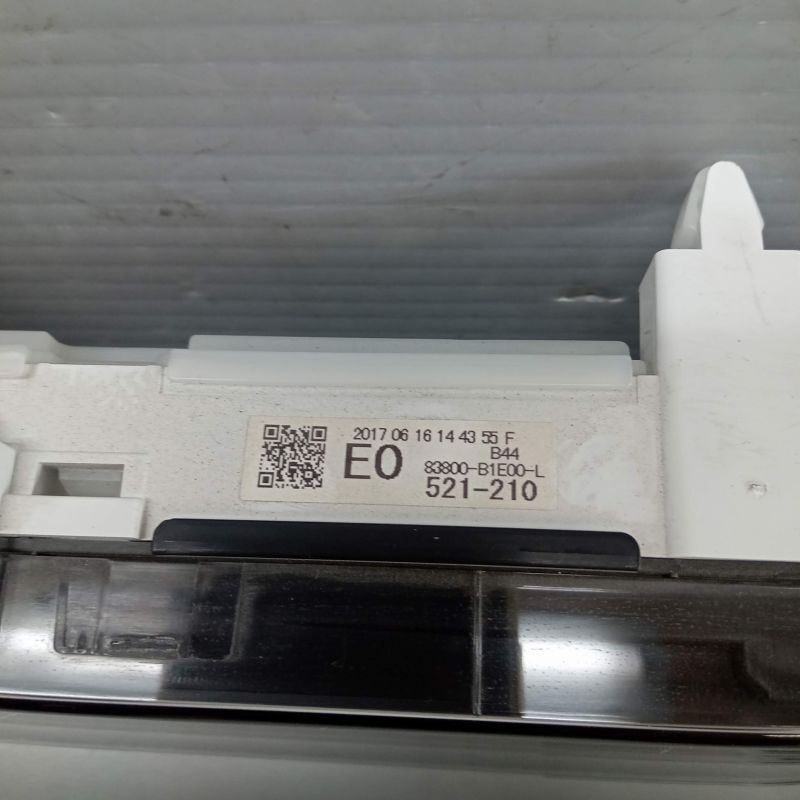 2017 06 16 14 43 55 F
E0
B44
83800-B1E00-L
521-210